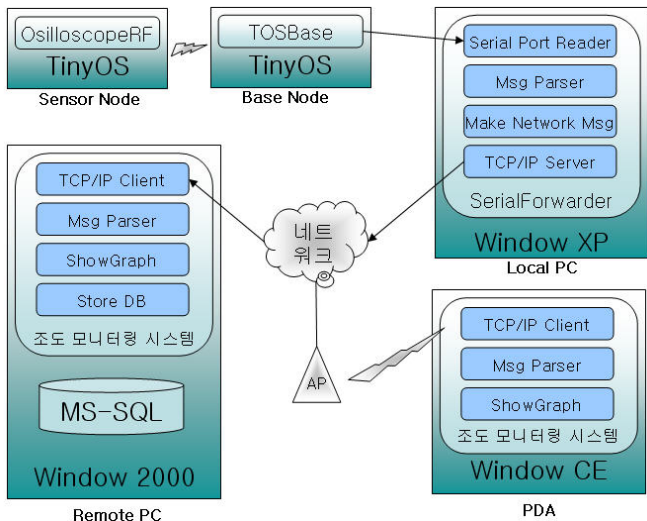 OsilloscopeRF
TinyOS
Sensor Node
TOSBase
TinyOS
Base Node
Serial Port Reader
Msg Parser
Make Network Msg
TCP/IP Server
SerialForwarder
Window XP
Local PC
TCP/IP Client
Msg Parser
ShowGraph
Store DB
조도 모니터링 시스템
MS-SQL
Window 2000
Remote PC
네트
워크
AP
TCP/IP Client
Msg Parser
ShowGraph
조도 모니터링 시스템
Window CE
PDA